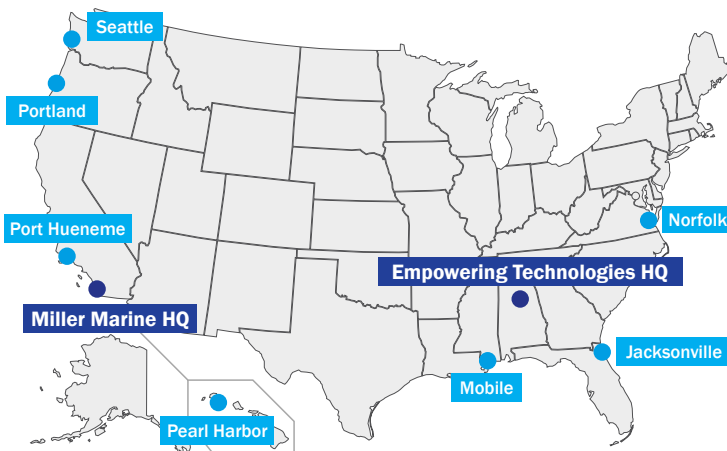 Seattle
Portland
Port Hueneme
Norfolk
Empowering Technologies HQ
Miller Marine HQ
Jacksonville
Mobile
Pearl Harbor